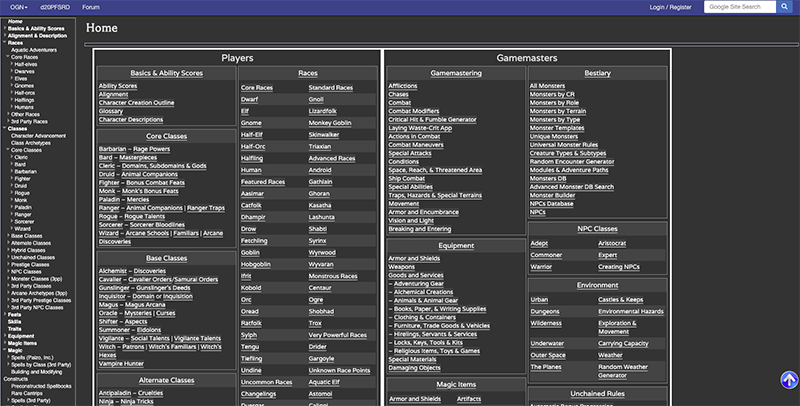 OGN
d20PFSRD
Forum
Login / Register
Google Site Search
Home
Basics & Ability Scores
Alignment & Description
Races
Aquatic Adventurers
Core Races
Half-elves
Dwarves
Elves
Gnomes
Half-orcs
Halflings
Humans
Other Races
3rd Party Races
Classes
Character Advancement
Class Archetypes
Core Classes
Cleric
Bard
Barbarian
Fighter
Druid
Rogue
Monk
Paladin
Ranger
Sorcerer
Wizard
Base Classes
Alternate Classes
Hybrid Classes
Unchained Classes
Prestige Classes
NPC Classes
Monster Classes (3pp)
3rd Party Classes
Arcane Archetypes (3pp)
3rd Party Prestige Classes
3rd Party NPC Classes
Feats
Skills
Traits
Equipment
Magic Items
Magic
Spells (Paizo, Inc.)
Spells by Class (3rd Party)
Building and Modifying
Constructs
Preconstructed Spellbooks
Rare Cantrips
Spells (3rd Party)
Home
Players
Basics & Ability Scores
Ability Scores
Alignment
Character Creation Outline
Glossary
Character Descriptions
Core Classes
Barbarian – Rage Powers
Bard – Masterpieces
Cleric – Domains, Subdomains & Gods
Druid – Animal Companions
Fighter – Bonus Combat Feats
Monk – Monk's Bonus Feats
Paladin – Mercies
Ranger – Animal Companions | Ranger Traps
Rogue – Rogue Talents
Sorcerer – Sorcerer Bloodlines
Wizard – Arcane Schools | Familiars | Arcane
Discoveries
Base Classes
Alchemist – Discoveries
Cavalier – Cavalier Orders/Samurai Orders
Gunslinger – Gunslinger's Deeds
Inquisitor – Domain or Inquisition
Magus – Magus Arcana
Oracle – Mysteries | Curses
Shifter – Aspects
Summoner – Eidolons
Vigilante – Social Talents | Vigilante Talents
Witch – Patrons | Witch's Familiars | Witch's
Hexes
Vampire Hunter
Alternate Classes
Antipaladin – Cruelties
Ninja – Ninja Tricks
Races
Core Races Standard Races
Dwarf Gnoll
Elf Lizardfolk
Gnome Monkey Goblin
Half-Elf Skinwalker
Half-Orc Triaxian
Halfling Advanced Races
Human Android
Featured Races Gathlain
Aasimar Ghoran
Catfolk Kasatha
Dhampir Lashunta
Drow Shabti
Fetchling Syrinx
Goblin Wyrwood
Hobgoblin Wyvaran
Ifrit Monstrous Races
Kobold Centaur
Orc Ogre
Oread Shobhad
Ratfolk Trox
Sylph Very Powerful Races
Tengu Drider
Tiefling Gargoyle
Undine Unknown Race Points
Uncommon Races Aquatic Elf
Changelings Astomoi
Duergar Caligni
Gamemasters
Gamemastering
Afflictions
Chases
Combat
Combat Modifiers
Critical Hit & Fumble Generator
Laying Waste-Crit App
Actions in Combat
Combat Maneuvers
Special Attacks
Conditions
Space, Reach, & Threatened Area
Ship Combat
Special Abilities
Traps, Hazards & Special Terrains
Movement
Armor and Encumbrance
Vision and Light
Breaking and Entering
Equipment
Armor and Shields
Weapons
Goods and Services
– Adventuring Gear
– Alchemical Creations
– Animals & Animal Gear
– Books, Paper, & Writing Supplies
– Clothing & Containers
– Furniture, Trade Goods & Vehicles
– Hirelings, Servants & Services
– Locks, Keys, Tools & Kits
– Religious Items, Toys & Games
Special Materials
Damaging Objects
Magic Items
Armor and Shields Artifacts
Bestiary
All Monsters
Monsters by CR
Monsters by Role
Monsters by Terrain
Monsters by Type
Monster Templates
Unique Monsters
Universal Monster Rules
Creature Types & Subtypes
Random Encounter Generator
Modules & Adventure Paths
Monsters DB
Advanced Monster DB Search
Monster Builder
NPCs Database
NPCs
NPC Classes
Adept Aristocrat
Commoner Expert
Warrior Creating NPCs
Environment
Urban Castles & Keeps
Dungeons Environmental Hazards
Wilderness Exploration &
Movement
Underwater Carrying Capacity
Outer Space Weather
The Planes Random Weather
Generator
Unchained Rules